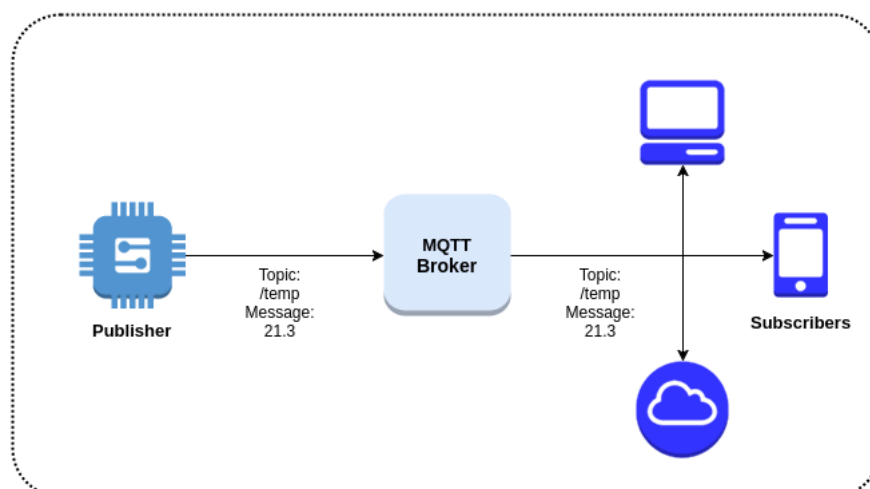 MQTT
Broker
Topic:
/temp
Message:
21.3
Publisher
Topic:
/temp
Message:
21.3
Subscribers